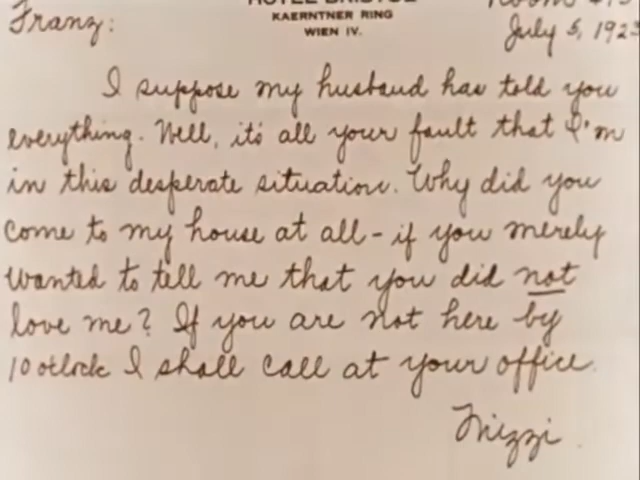 HOTEL BRISTOL
KAERNTNER RING
WIEN IV.
Franz:
July 5, 192
I suppose my husband has told you
everything. Well, it's all your fault that I'm
in this desperate situation. Why did you
come to my house at all - if you merely
wanted to tell me that you did not
love me? If you are not here by
10 o'clock I shall call at your office.
Mizzi